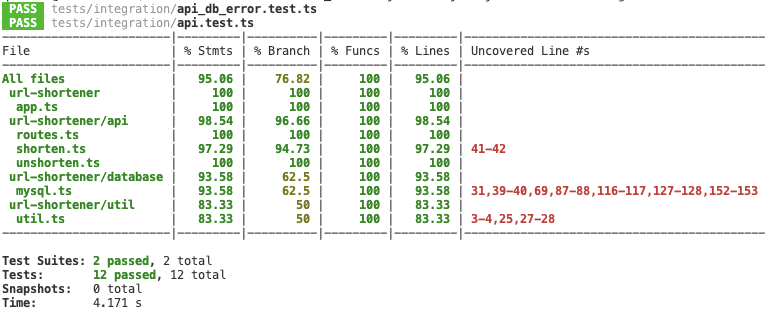 PASS tests/integration/api_db_error.test.ts
PASS tests/integration/api.test.ts
File | % Stmts | % Branch | % Funcs | % Lines | Uncovered Line #s
All files | 95.06 | 76.82 | 100 | 95.06 |
url-shortener | 100 | 100 | 100 | 100 |
app.ts | 100 | 100 | 100 | 100 |
url-shortener/api | 98.54 | 96.66 | 100 | 98.54 |
routes.ts | 100 | 100 | 100 | 100 |
shorten.ts | 97.29 | 94.73 | 100 | 97.29 | 41-42
unshorten.ts | 100 | 100 | 100 | 100 |
url-shortener/database | 93.58 | 62.5 | 100 | 93.58 |
mysql.ts | 93.58 | 62.5 | 100 | 93.58 | 31,39-40,69,87-88,116-117,127-128,152-153
url-shortener/util | 83.33 | 50 | 100 | 83.33 |
util.ts | 83.33 | 50 | 100 | 83.33 | 3-4,25,27-28
Test Suites: 2 passed, 2 total
Tests: 12 passed, 12 total
Snapshots: 0 total
Time: 4.171 s